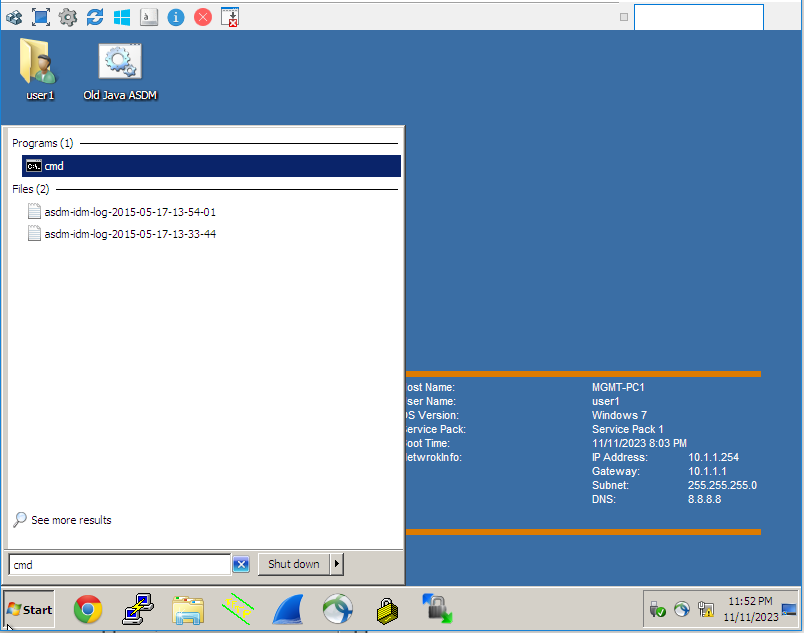 user1
Old Java ASDM
Programs (1)
cmd
Files (2)
asdm-idm-log-2015-05-17-13-54-01
asdm-idm-log-2015-05-17-13-33-44
ost Name: MGMT-PC1
ser Name: user1
OS Version: Windows 7
ervice Pack: Service Pack 1
oot Time: 11/11/2023 8:03 PM
NetwrokInfo: IP Address: 10.1.1.254
Gateway: 10.1.1.1
Subnet: 255.255.255.0
DNS: 8.8.8.8
See more results
cmd
Shut down
Start
11:52 PM
11/11/2023